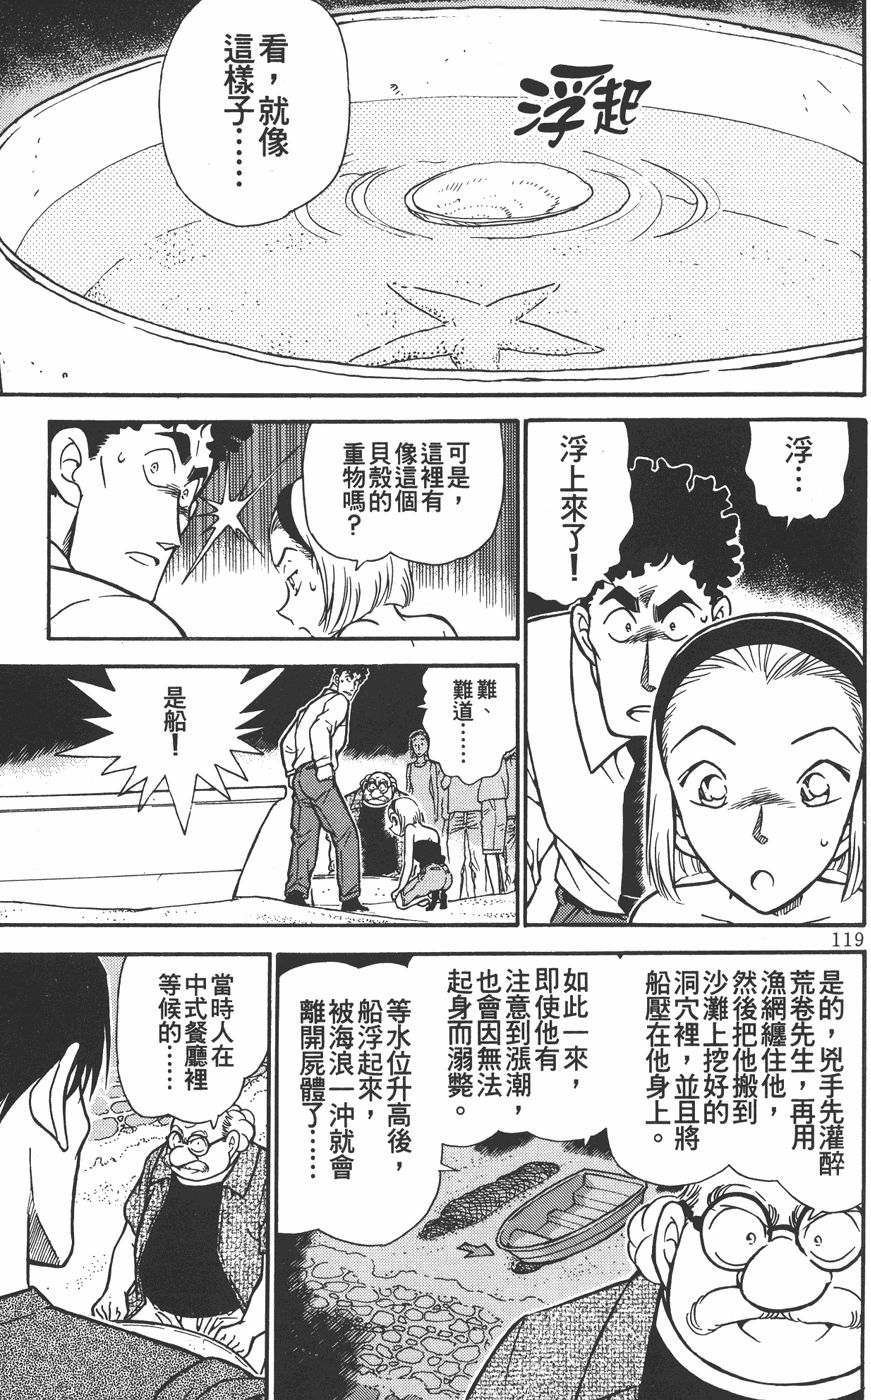 看，就像
這樣子……
浮起
浮…
浮上來了！
可是，
這裡有
像這個
貝殼的
重物嗎？
難、
難道……
是船！
119
是的，兇手先灌醉
荒卷先生，再用
漁網纏住他，
然後把他搬到
沙灘上挖好的
洞穴裡，並且將
船壓在他身上。
如此一來，
即使他有
注意到漲潮，
也會因無法
起身而溺斃。
等水位升高後，
船浮起來，
被海浪一沖就會
離開屍體了……
當時人在
中式餐廳裡
等候的……